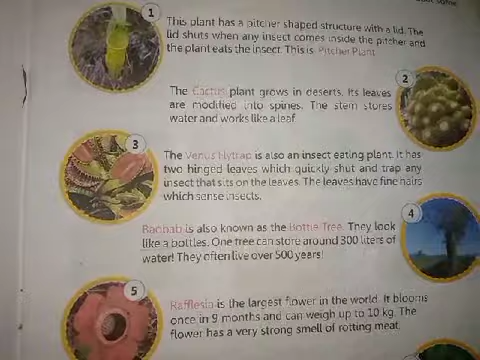 1
This plant has a pitcher shaped structure with a lid. The
lid shuts when any insect comes inside the pitcher and
the plant eats the insect. This is Pitcher Plant
2
The Cactus plant grows in deserts. Its leaves
are modified into spines. The stem stores
water and works like a leaf
3
The Venus flytrap is also an insect eating plant. It has
two hinged leaves which quickly shut and trap any
insect that sits on the leaves. The leaves have fine hairs
which sense insects.
4
Baobab is also known as the Bottle Tree. They look
like a bottles. One tree can store around 300 liters of
water! They often live over 500 years!
5
Rafflesia is the largest flower in the world. It blooms
once in 9 months and can weigh up to 10 kg. The
flower has a very strong smell of rotting meat.